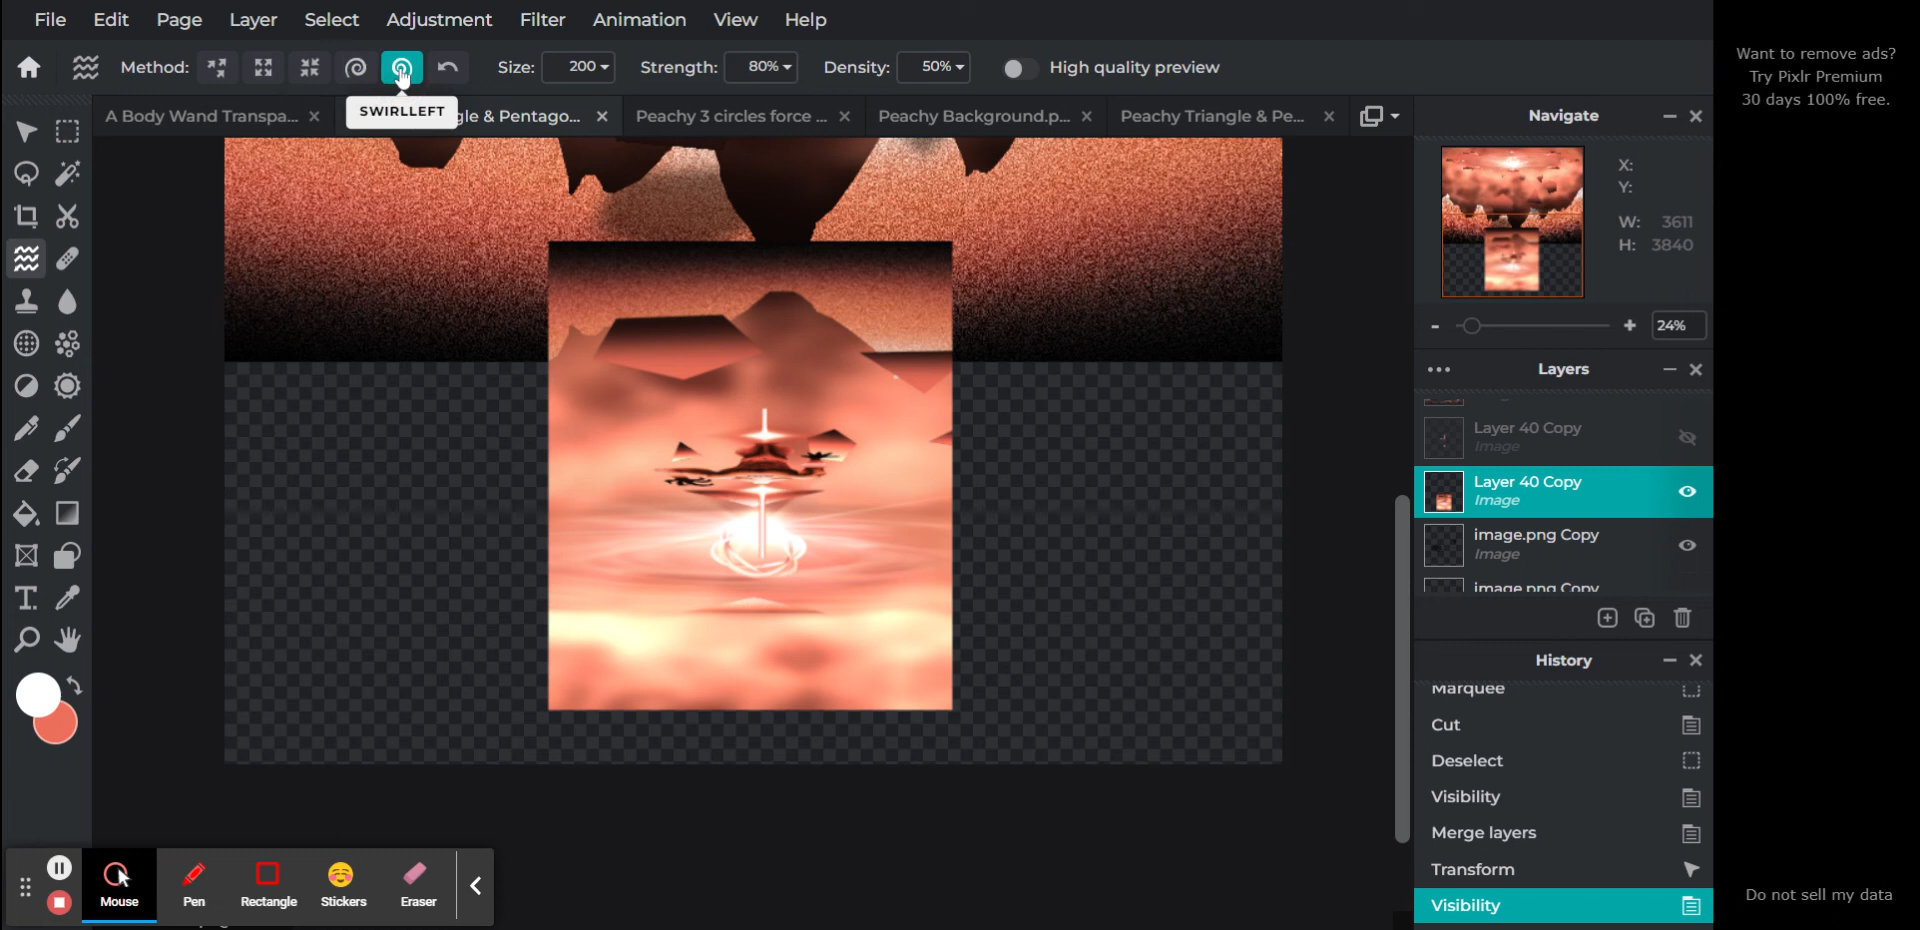 File Edit Page Layer Select Adjustment Filter Animation View Help
Method: Size: 200 Strength: 80% Density: 50% High quality preview
SWIRLLEFT
A Body Wand Transpa... gle & Pentago... Peachy 3 circles force ... Peachy Background.p... Peachy Triangle & Pe...
Navigate
X:
Y:
W: 3611
H: 3840
24%
Layers
Layer 40 Copy
Image
Layer 40 Copy
Image
image.png Copy
Image
image.png Copy
History
Marquee
Cut
Deselect
Visibility
Merge layers
Transform
Visibility
Mouse Pen Rectangle Stickers Eraser
Want to remove ads?
Try Pixlr Premium
30 days 100% free.
Do not sell my data